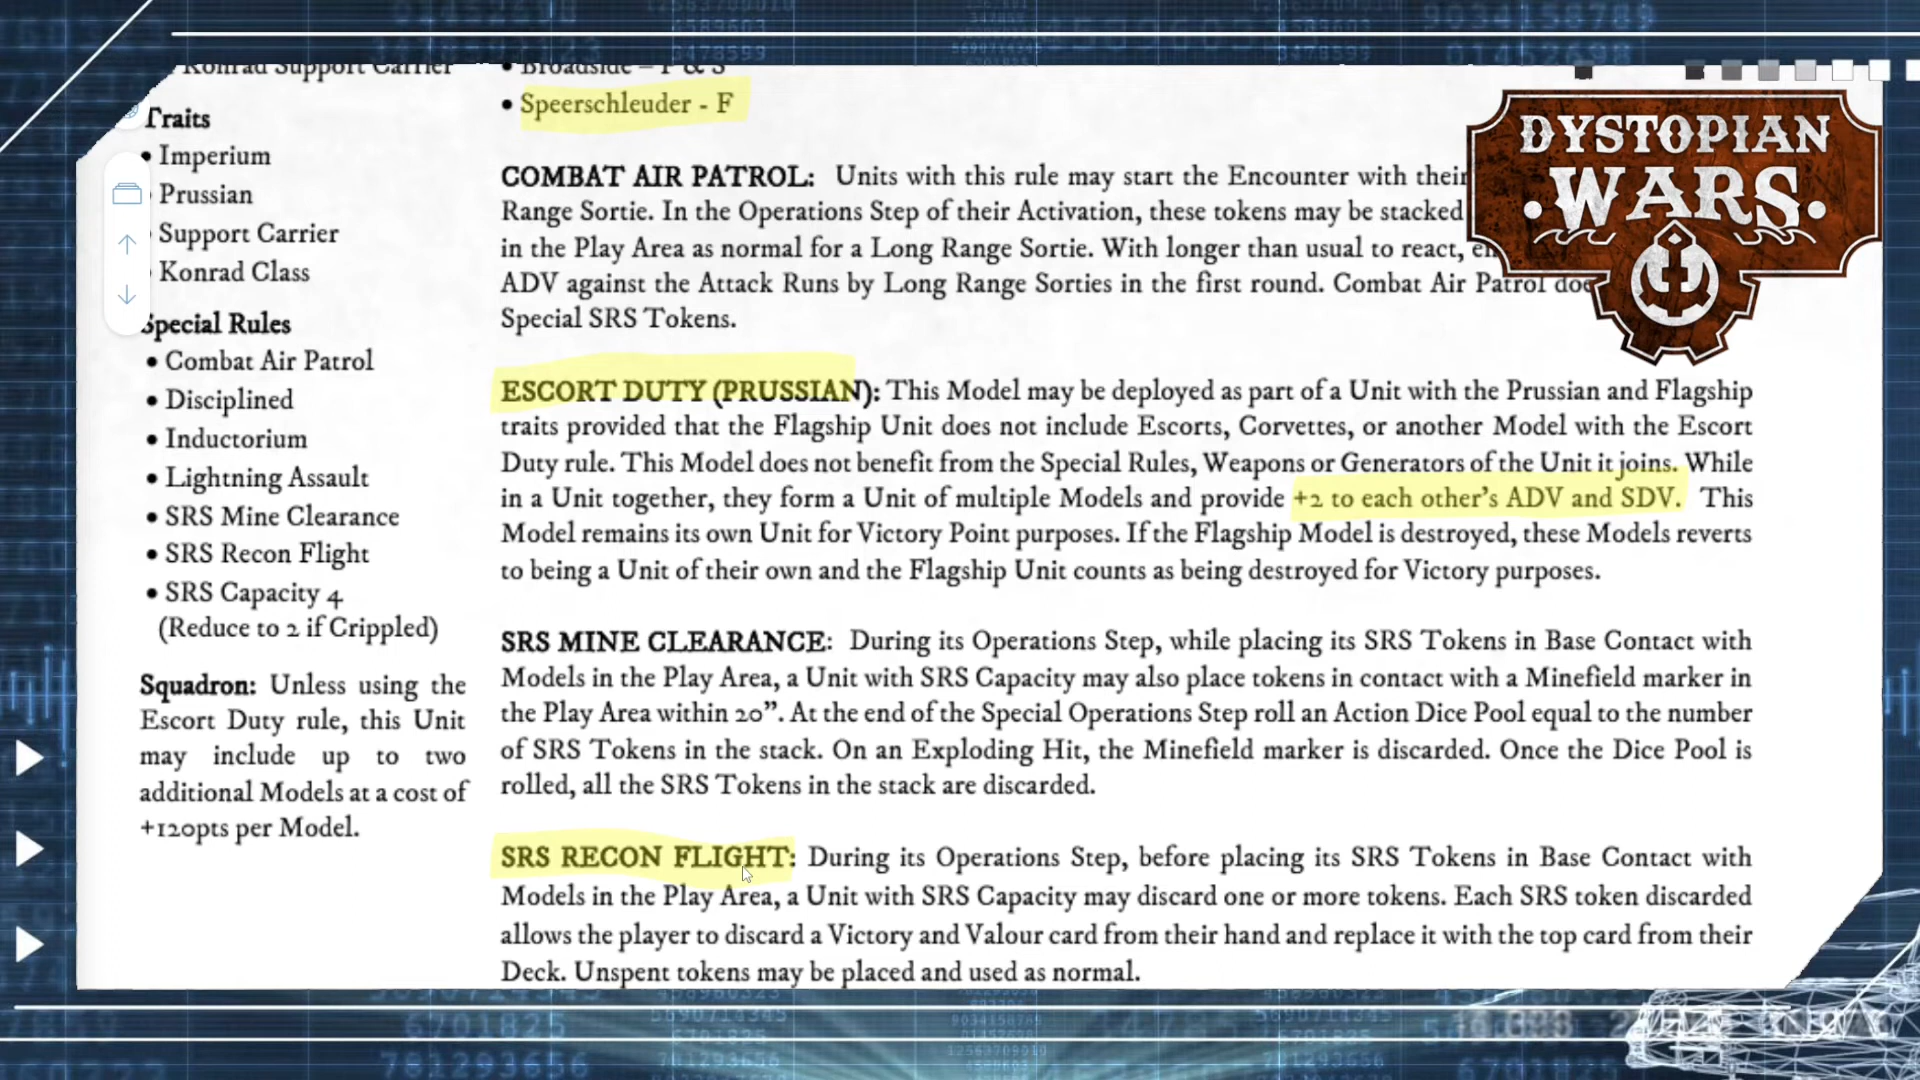 Konrad Support Carrier
Traits
• Imperium
• Prussian
• Support Carrier
• Konrad Class
Special Rules
• Combat Air Patrol
• Disciplined
• Inductorium
• Lightning Assault
• SRS Mine Clearance
• SRS Recon Flight
• SRS Capacity 4
(Reduce to 2 if Crippled)
Squadron: Unless using the
Escort Duty rule, this Unit
may include up to two
additional Models at a cost of
+120pts per Model.
• Broadside – P & S
• Speerschleuder - F
COMBAT AIR PATROL: Units with this rule may start the Encounter with their
Range Sortie. In the Operations Step of their Activation, these tokens may be stacked
in the Play Area as normal for a Long Range Sortie. With longer than usual to react,
ADV against the Attack Runs by Long Range Sorties in the first round. Combat Air Patrol
Special SRS Tokens.
ESCORT DUTY (PRUSSIAN): This Model may be deployed as part of a Unit with the Prussian and Flagship
traits provided that the Flagship Unit does not include Escorts, Corvettes, or another Model with the Escort
Duty rule. This Model does not benefit from the Special Rules, Weapons or Generators of the Unit it joins. While
in a Unit together, they form a Unit of multiple Models and provide +2 to each other's ADV and SDV. This
Model remains its own Unit for Victory Point purposes. If the Flagship Model is destroyed, these Models reverts
to being a Unit of their own and the Flagship Unit counts as being destroyed for Victory purposes.
SRS MINE CLEARANCE: During its Operations Step, while placing its SRS Tokens in Base Contact with
Models in the Play Area, a Unit with SRS Capacity may also place tokens in contact with a Minefield marker in
the Play Area within 20”. At the end of the Special Operations Step roll an Action Dice Pool equal to the number
of SRS Tokens in the stack. On an Exploding Hit, the Minefield marker is discarded. Once the Dice Pool is
rolled, all the SRS Tokens in the stack are discarded.
SRS RECON FLIGHT: During its Operations Step, before placing its SRS Tokens in Base Contact with
Models in the Play Area, a Unit with SRS Capacity may discard one or more tokens. Each SRS token discarded
allows the player to discard a Victory and Valour card from their hand and replace it with the top card from their
Deck. Unspent tokens may be placed and used as normal.
DYSTOPIAN
WARS
6701825
781293656